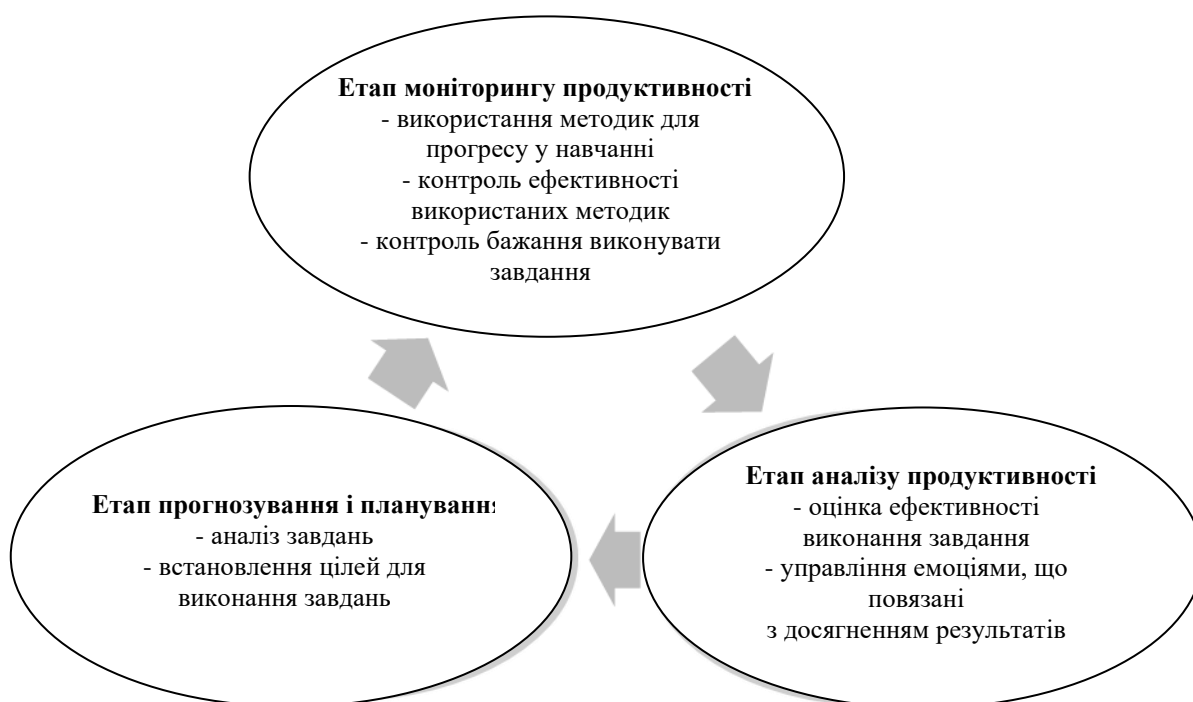 Етап моніторингу продуктивності
- використання методик для
прогресу у навчанні
- контроль ефективності
використаних методик
- контроль бажання виконувати
завдання
Етап прогнозування і планування
- аналіз завдань
- встановлення цілей для
виконання завдань
Етап аналізу продуктивності
- оцінка ефективності
виконання завдання
- управління емоціями, що
повязані
з досягненням результатів